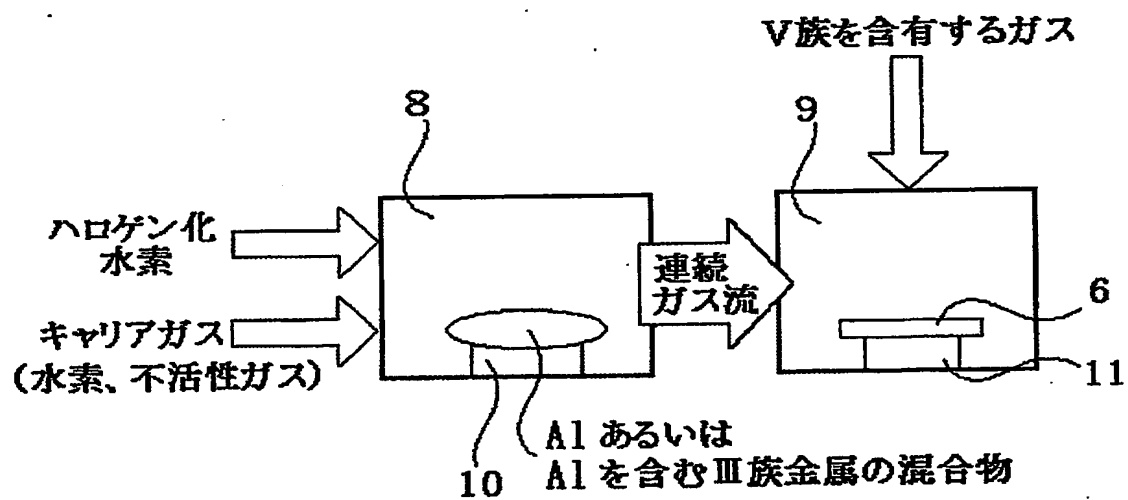 V族を含有するガス
8
9
ハロゲン化
水素
連続
ガス流
キャリアガス
(水素、不活性ガス)
6
11
10
Al あるいは
Al を含むⅢ族金属の混合物